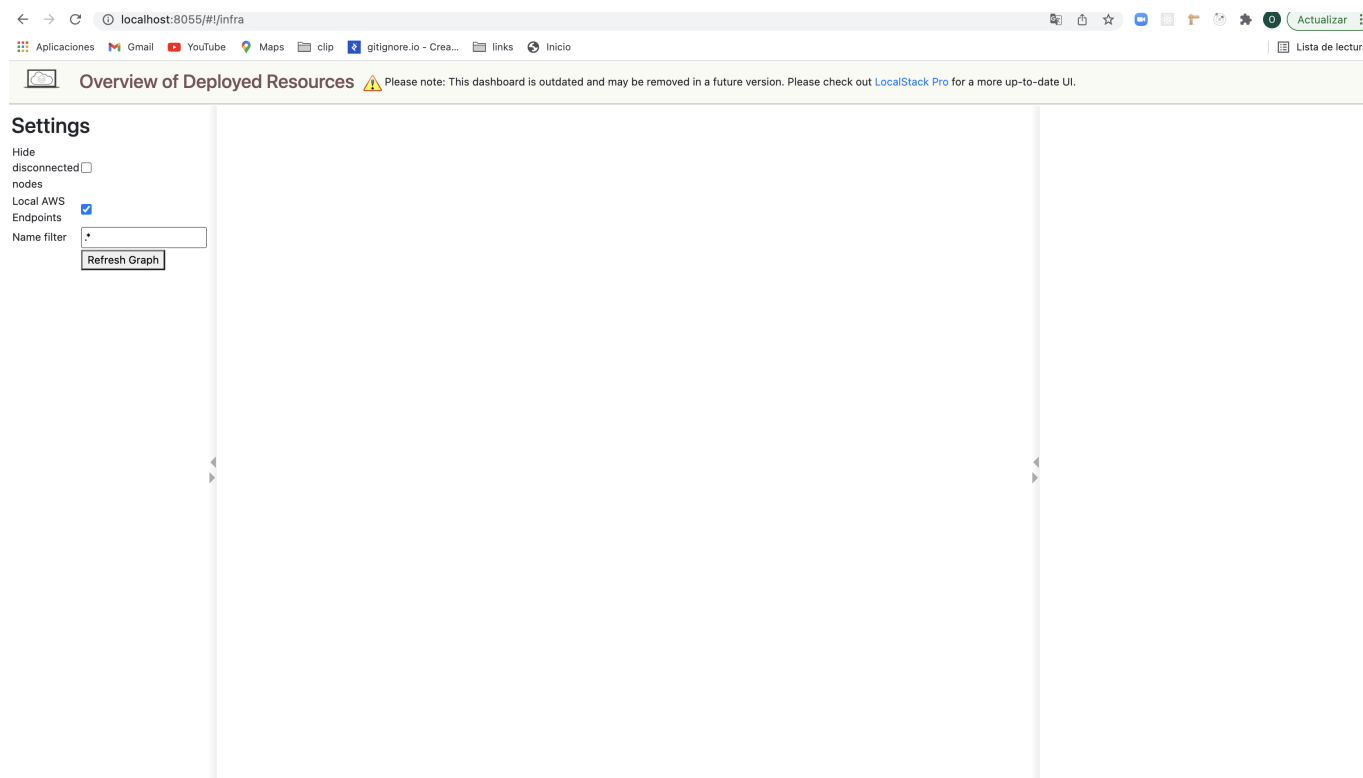 localhost:8055/#!/infra
O
Actualizar
Aplicaciones Gmail YouTube Maps clip gitignore.io - Crea... links Inicio
Lista de lectura
Overview of Deployed Resources Please note: This dashboard is outdated and may be removed in a future version. Please check out LocalStack Pro for a more up-to-date UI.
Settings
Hide
disconnected
nodes
Local AWS
Endpoints
Name filter .*
Refresh Graph